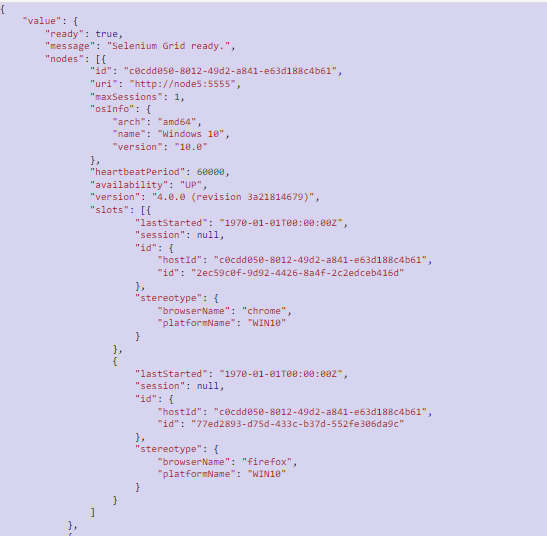 {
"value": {
"ready": true,
"message": "Selenium Grid ready.",
"nodes": [{
"id": "c0cdd050-8012-49d2-a841-e63d188c4b61",
"uri": "http://node5:5555",
"maxSessions": 1,
"osInfo": {
"arch": "amd64",
"name": "Windows 10",
"version": "10.0"
},
"heartbeatPeriod": 60000,
"availability": "UP",
"version": "4.0.0 (revision 3a21814679)",
"slots": [{
"lastStarted": "1970-01-01T00:00:00Z",
"session": null,
"id": {
"hostId": "c0cdd050-8012-49d2-a841-e63d188c4b61",
"id": "2ec59c0f-9d92-4426-8a4f-2c2edceb416d"
},
"stereotype": {
"browserName": "chrome",
"platformName": "WIN10"
}
},
{
"lastStarted": "1970-01-01T00:00:00Z",
"session": null,
"id": {
"hostId": "c0cdd050-8012-49d2-a841-e63d188c4b61",
"id": "77ed2893-d75d-433c-b37d-552fe306da9c"
},
"stereotype": {
"browserName": "firefox",
"platformName": "WIN10"
}
}
]
},
{